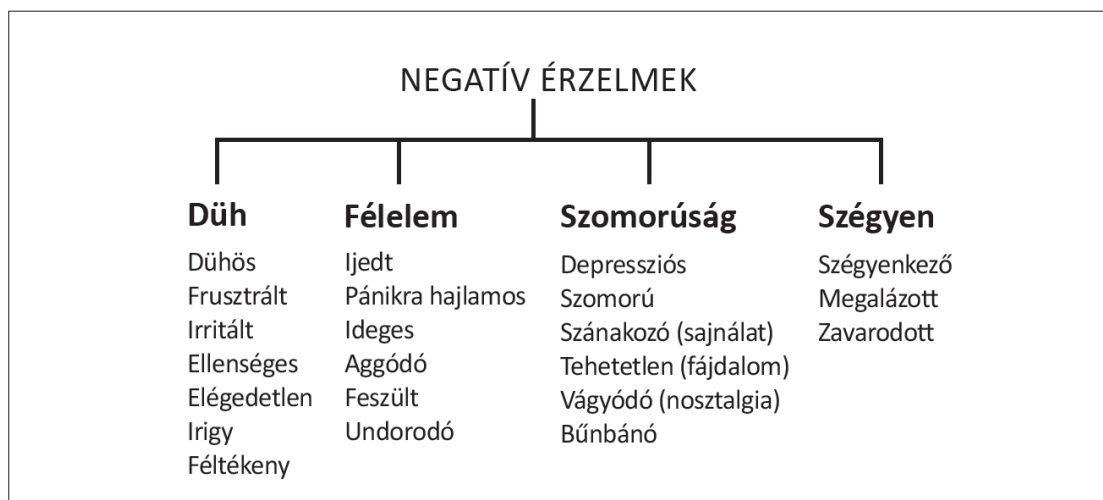 NEGATÍV ÉRZELMEK
Düh
Dühös
Frusztrált
Irritált
Ellenséges
Elégedetlen
Irigy
Féltékeny
Félelem
Ijedt
Pánikra hajlamos
Ideges
Aggódó
Feszült
Undorodó
Szomorúság
Depressziós
Szomorú
Szánakozó (sajnálat)
Tehetetlen (fájdalom)
Vágyódó (nosztalgia)
Bűnbánó
Szégyen
Szégyenkező
Megalázott
Zavarodott